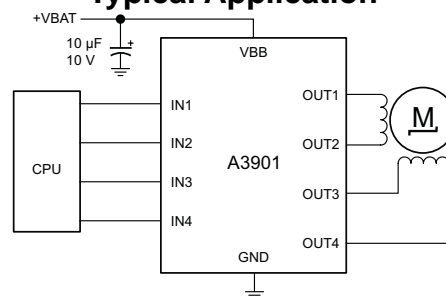 Typical Application
+VBAT
10 µF
10 V
+
VBB
IN1
IN2
IN3
IN4
CPU
A3901
OUT1
OUT2
OUT3
OUT4
GND
M